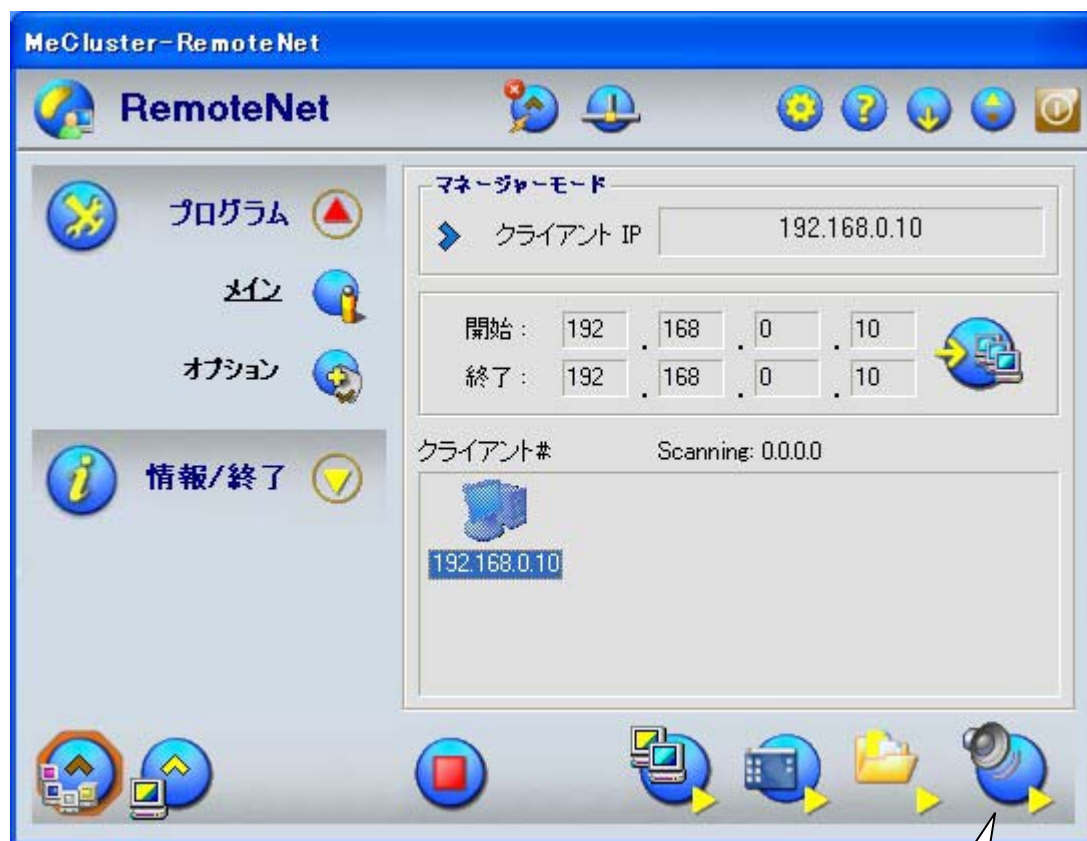 MeCluster-RemoteNet
RemoteNet
プログラム
メイン
オプション
情報/終了
マネージャーモード
クライアント IP 192.168.0.10
開始： 192 . 168 . 0 . 10
終了： 192 . 168 . 0 . 10
クライアント# Scanning: 0.0.0.0
192.168.0.10